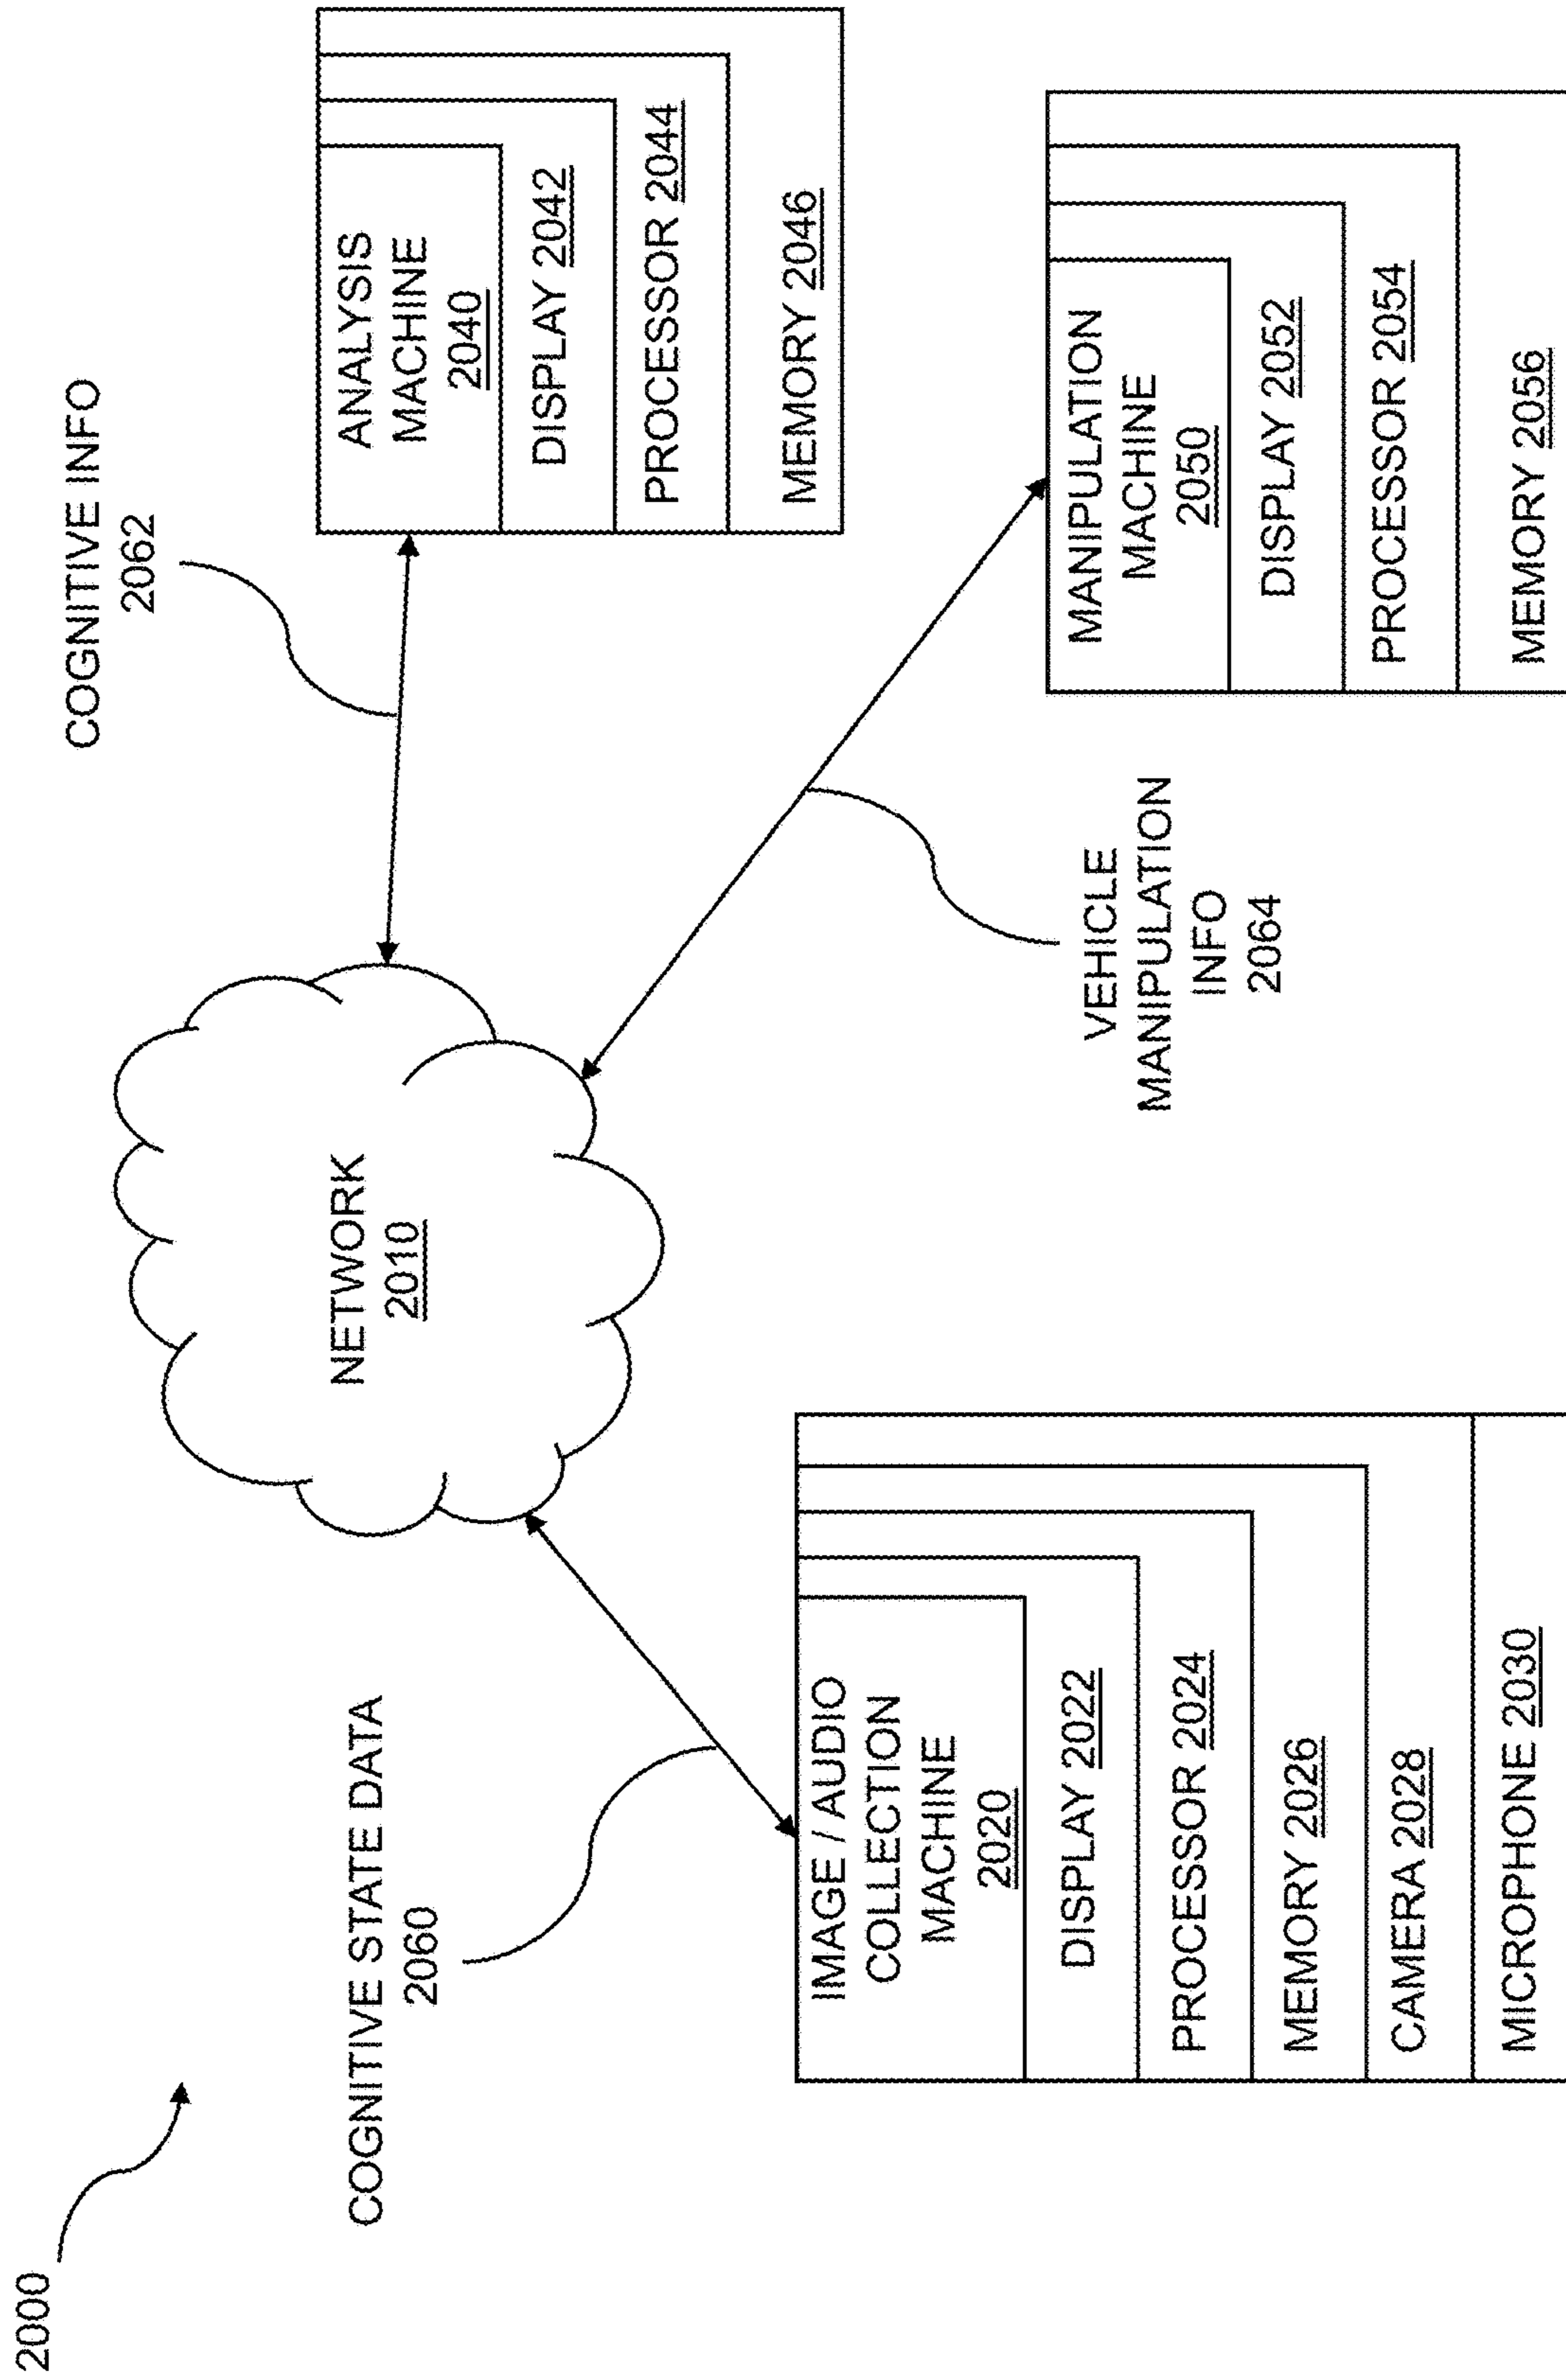 2000
COGNITIVE INFO
2062
NETWORK
2010
ANALYSIS
MACHINE
2040
DISPLAY 2042
PROCESSOR 2044
MEMORY 2046
COGNITIVE STATE DATA
2060
IMAGE / AUDIO
COLLECTION
MACHINE
2020
DISPLAY 2022
PROCESSOR 2024
MEMORY 2026
CAMERA 2028
MICROPHONE 2030
VEHICLE
MANIPULATION
INFO
2064
MANIPULATION
MACHINE
2050
DISPLAY 2052
PROCESSOR 2054
MEMORY 2056